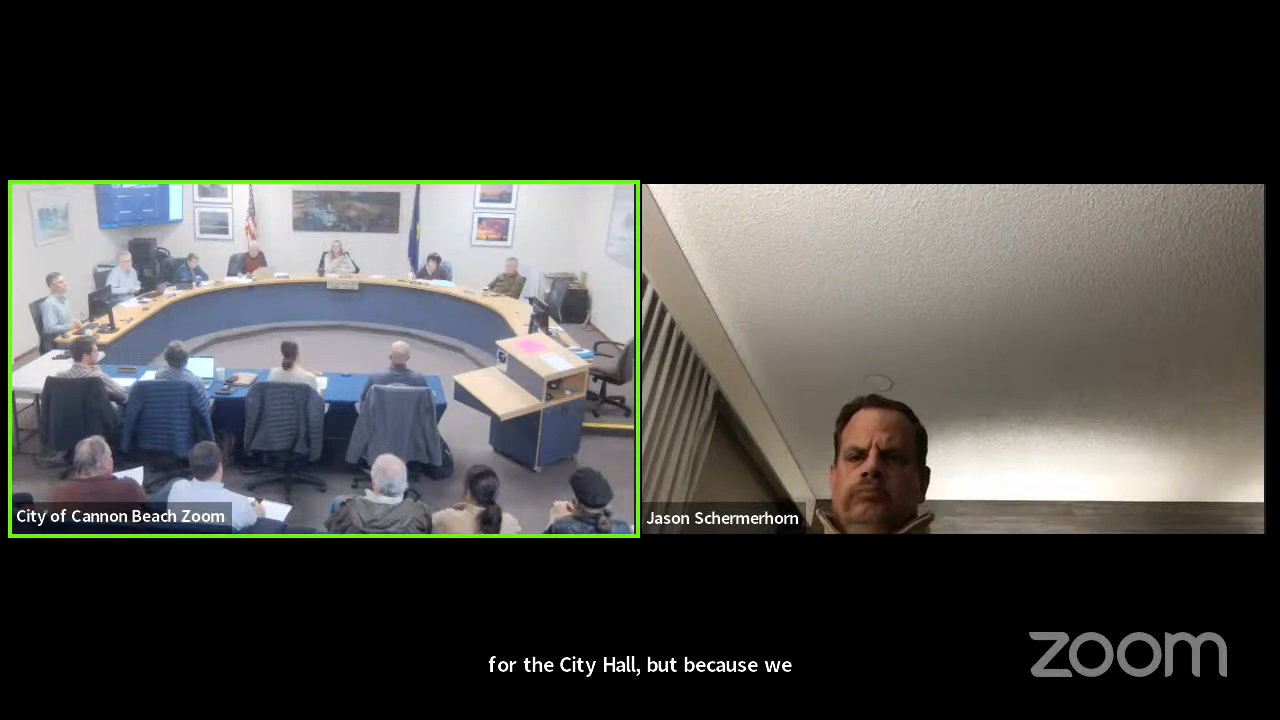 City of Cannon Beach Zoom
Jason Schermerhorn
for the City Hall, but because we
zoom